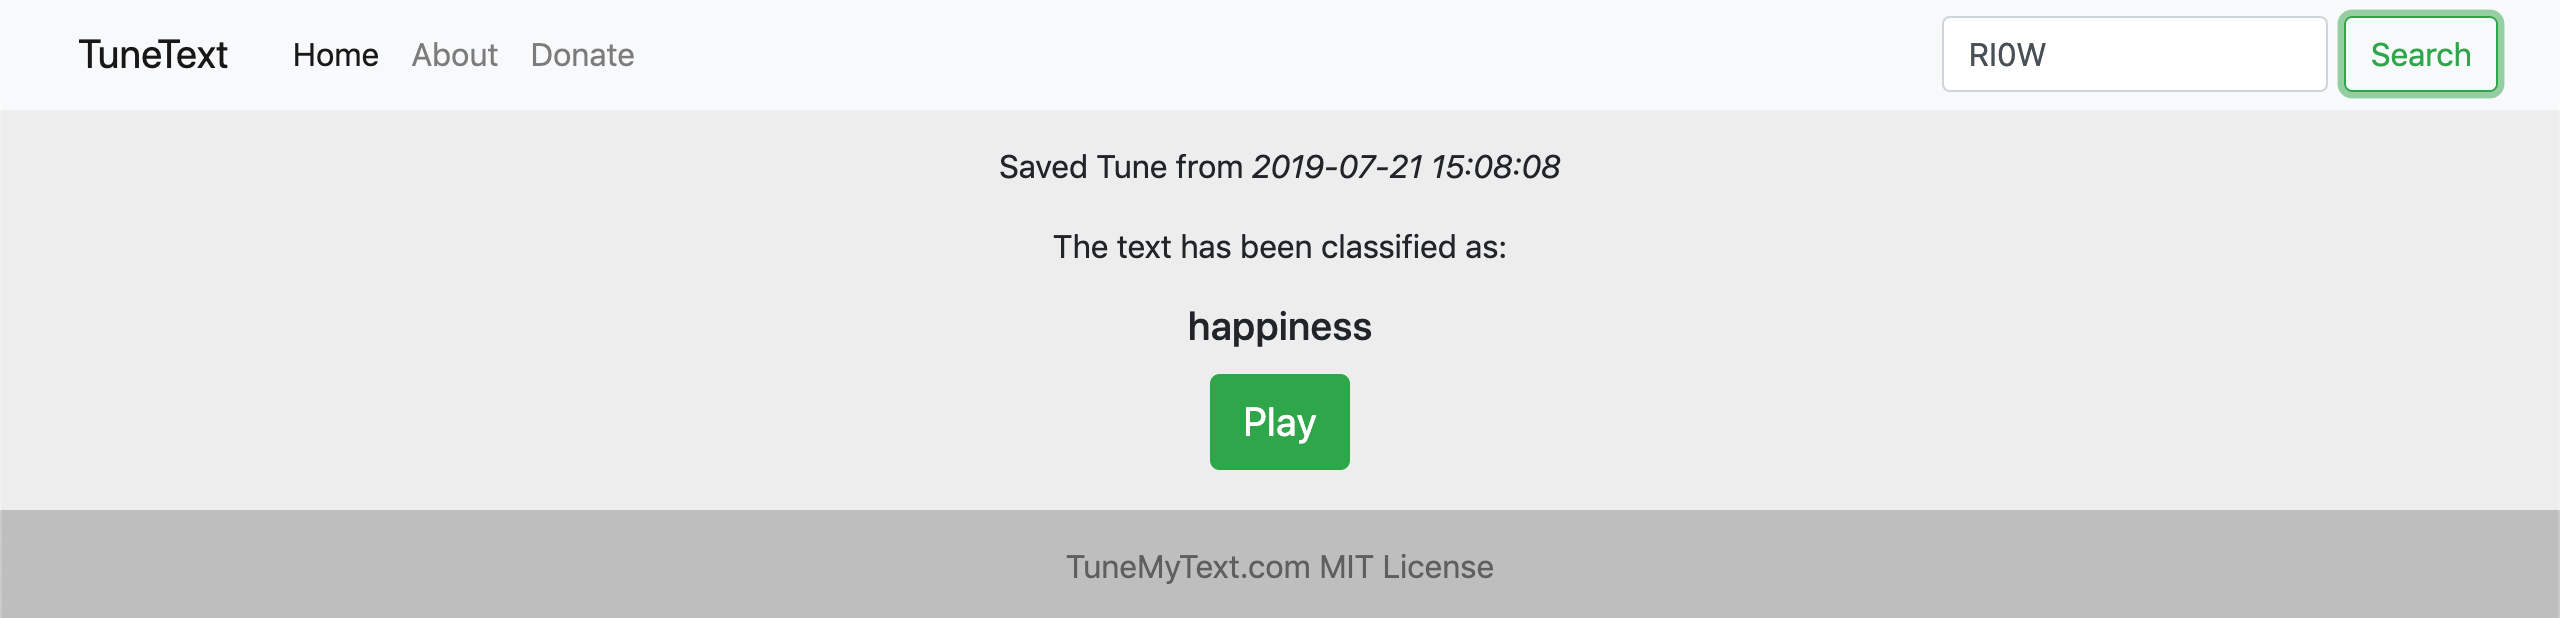 TuneText Home About Donate RI0W Search
Saved Tune from 2019-07-21 15:08:08
The text has been classified as:
happiness
Play
TuneMyText.com MIT License